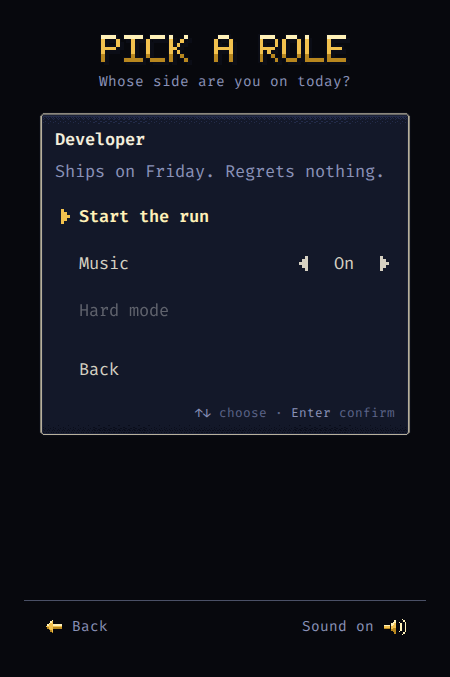 PICK A ROLE
Whose side are you on today?
Developer
Ships on Friday. Regrets nothing.
Start the run
Music On
Hard mode
Back
↑↓ choose · Enter confirm
Back Sound on